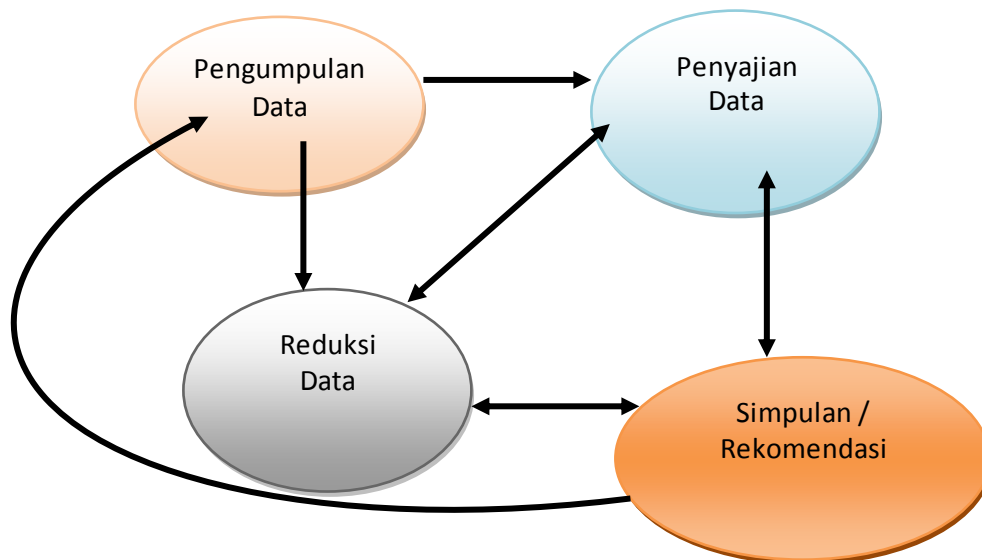 Pengumpulan
Data
Penyajian
Data
Reduksi
Data
Simpulan /
Rekomendasi